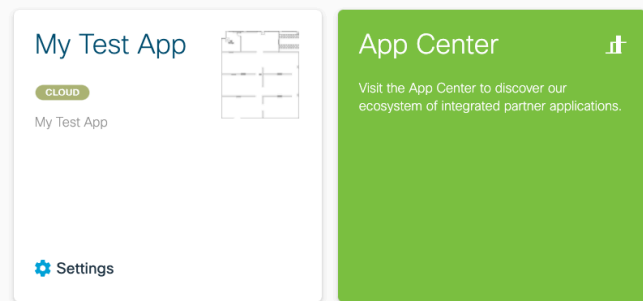 My Test App
CLOUD
My Test App
Settings
App Center
Visit the App Center to discover our
ecosystem of integrated partner applications.